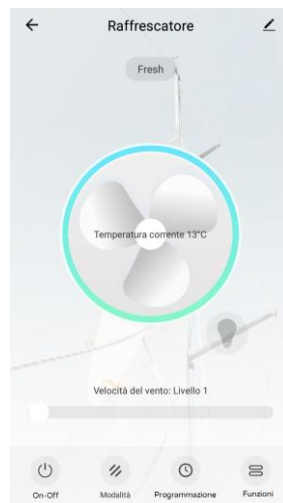 Raffrescatore
Fresh
Temperatura corrente 13°C
Velocità del vento: Livello 1
On-Off
Modalità
Programmazione
Funzioni